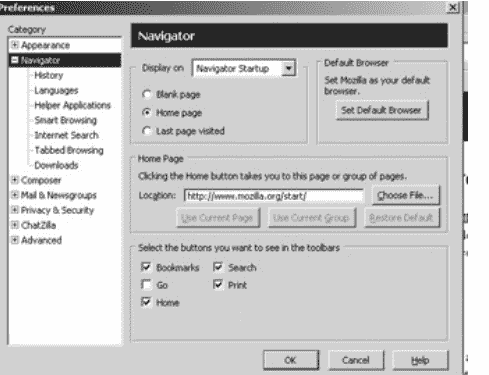 Preferences
Category
Appearance
Navigator
History
Languages
Helper Applications
Smart Browsing
Internet Search
Tabbed Browsing
Downloads
Composer
Mail & Newsgroups
Privacy & Security
ChatZilla
Advanced
Navigator
Display on Navigator Startup
Blank page
Home page
Last page visited
Default Browser
Set Mozilla as your default
browser.
Set Default Browser
Home Page
Clicking the Home button takes you to this page or group of pages.
Location: http://www.mozilla.org/start/ Choose File...
Use Current Page Use Current Group Restore Default
Select the buttons you want to see in the toolbars
Bookmarks Search
Go Print
Home
OK Cancel Help